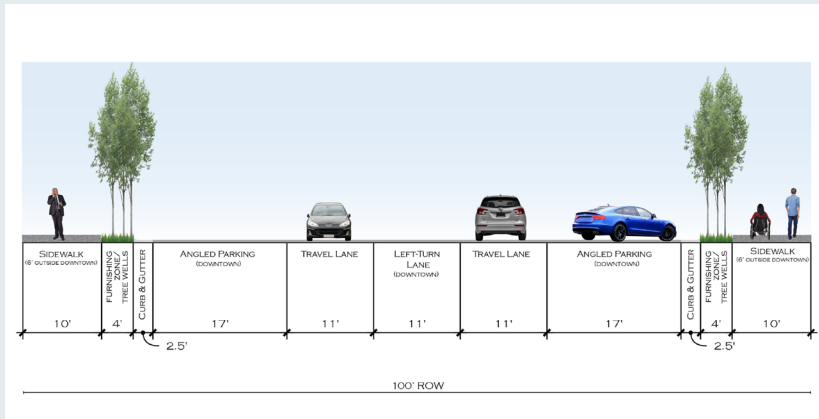 SIDEWALK
(6' OUTSIDE DOWNTOWN)
FURNISHING
ZONE/
TREE WELLS
CURB & GUTTER
ANGLED PARKING
(DOWNTOWN)
TRAVEL LANE
LEFT-TURN
LANE
(DOWNTOWN)
TRAVEL LANE
ANGLED PARKING
(DOWNTOWN)
CURB & GUTTER
FURNISHING
ZONE/
TREE WELLS
SIDEWALK
(6' OUTSIDE DOWNTOWN)
10'
4'
17'
11'
11'
11'
17'
4'
10'
2.5'
2.5'
100' ROW